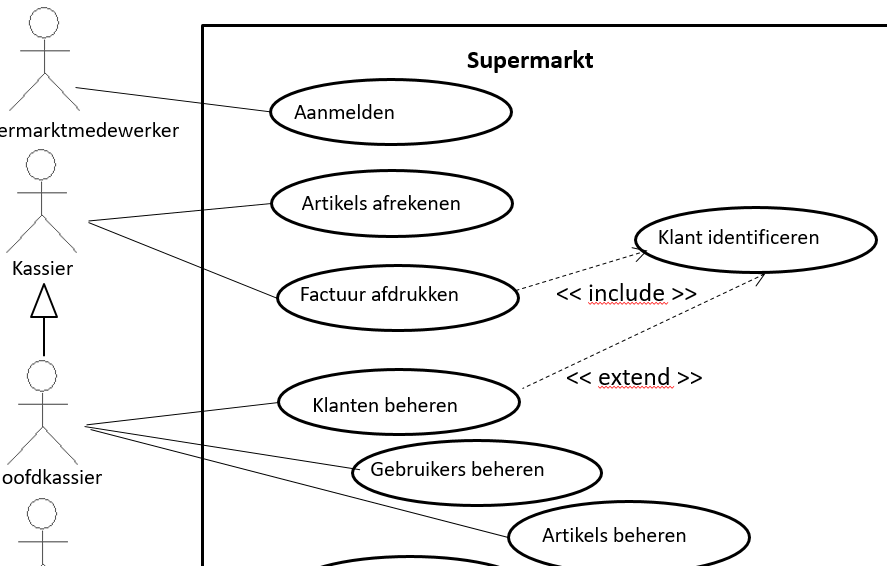 Supermarkt
Aanmelden
ermarktmedewerker
Artikels afrekenen
Klant identificeren
Kassier
Factuur afdrukken
<< include >>
<< extend >>
Klanten beheren
Gebruikers beheren
oofdkassier
Artikels beheren